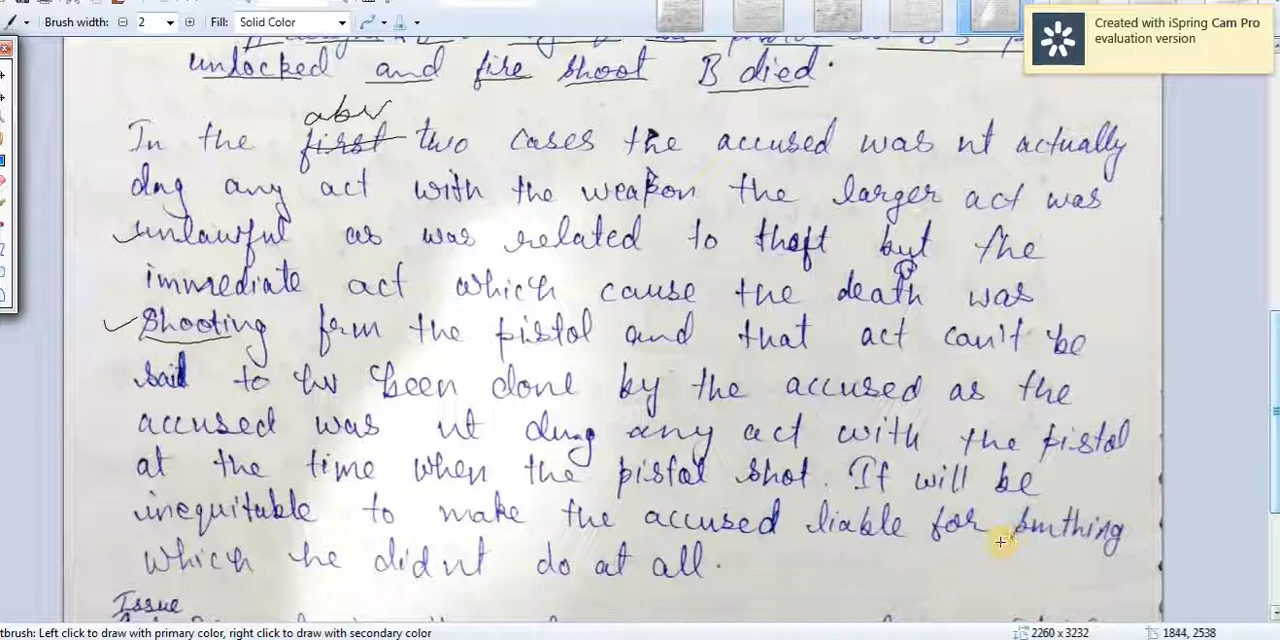 Brush width: 2 Fill: Solid Color
Created with iSpring Cam Pro
evaluation version
unlocked and fire shoot B died.
abv
In the first two cases the accused was nt actually
dng any act with the weapon the larger act was
unlawful as was related to theft but the
immediate act which cause the death was
Shooting from the pistol and that act can't be
said to hv been done by the accused as the
accused was nt dng any act with the pistol
at the time when the pistol shot. It will be
inequitable to make the accused liable for smthing
which he didnt do at all.
Issue
tbrush: Left click to draw with primary color, right click to draw with secondary color
2260 x 3232
1844, 2538